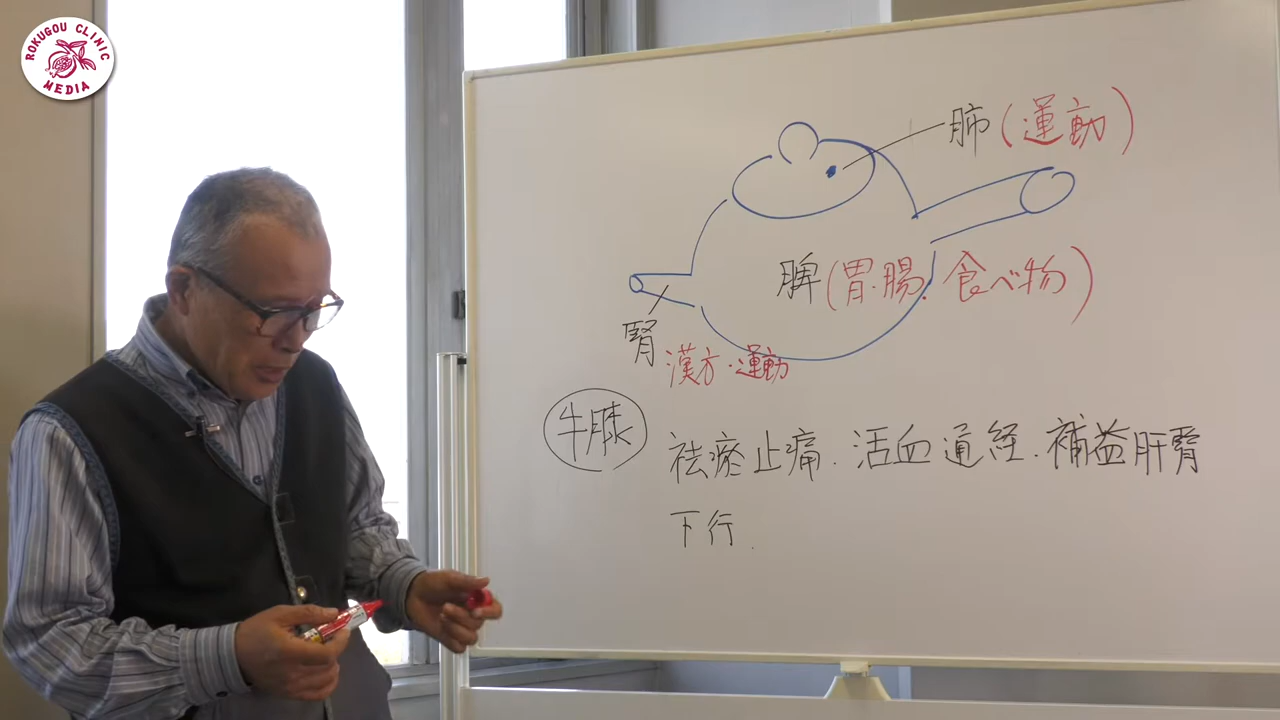 ROKUGOU CLINIC
MEDIA
肺(運動)
脾(胃.腸.食べ物)
腎
漢方・運動
牛膝
祛瘀止痛.活血通経.補益肝腎
下行.